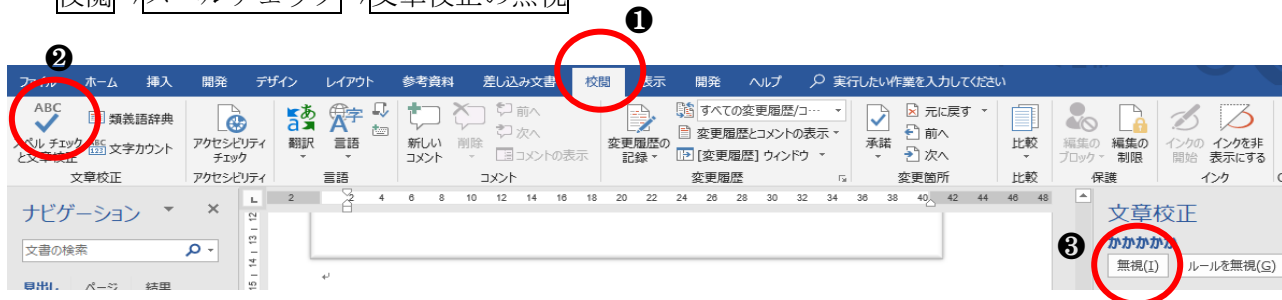 校閲→スペルチェック→文章校正の無視
❶
❷
ファイル ホーム 挿入 開発 デザイン レイアウト 参考資料 差し込み文書 校閲 表示 開発 ヘルプ 実行したい作業を入力してください
ABC
スペル チェックと文章校正
類義語辞典
文字カウント
文章校正
アクセシビリティ
チェック
アクセシビリティ
翻訳
言語
言語
新しい
コメント
削除
前へ
次へ
コメントの表示
コメント
変更履歴の
記録
すべての変更履歴/コ…
変更履歴とコメントの表示
[変更履歴] ウィンドウ
変更履歴
承諾
元に戻す
前へ
次へ
変更箇所
比較
比較
編集の
ブロック
編集の
制限
保護
インクの
開始
インクを非
表示にする
インク
ナビゲーション
文書の検索
見出し ページ 結果
L 2 2 4 6 8 10 12 14 16 18 20 22 24 26 28 30 32 34 36 38 40 42 44 46 48
12
13
14
15
文章校正
❸
かかかかか
無視(I) ルールを無視(G)